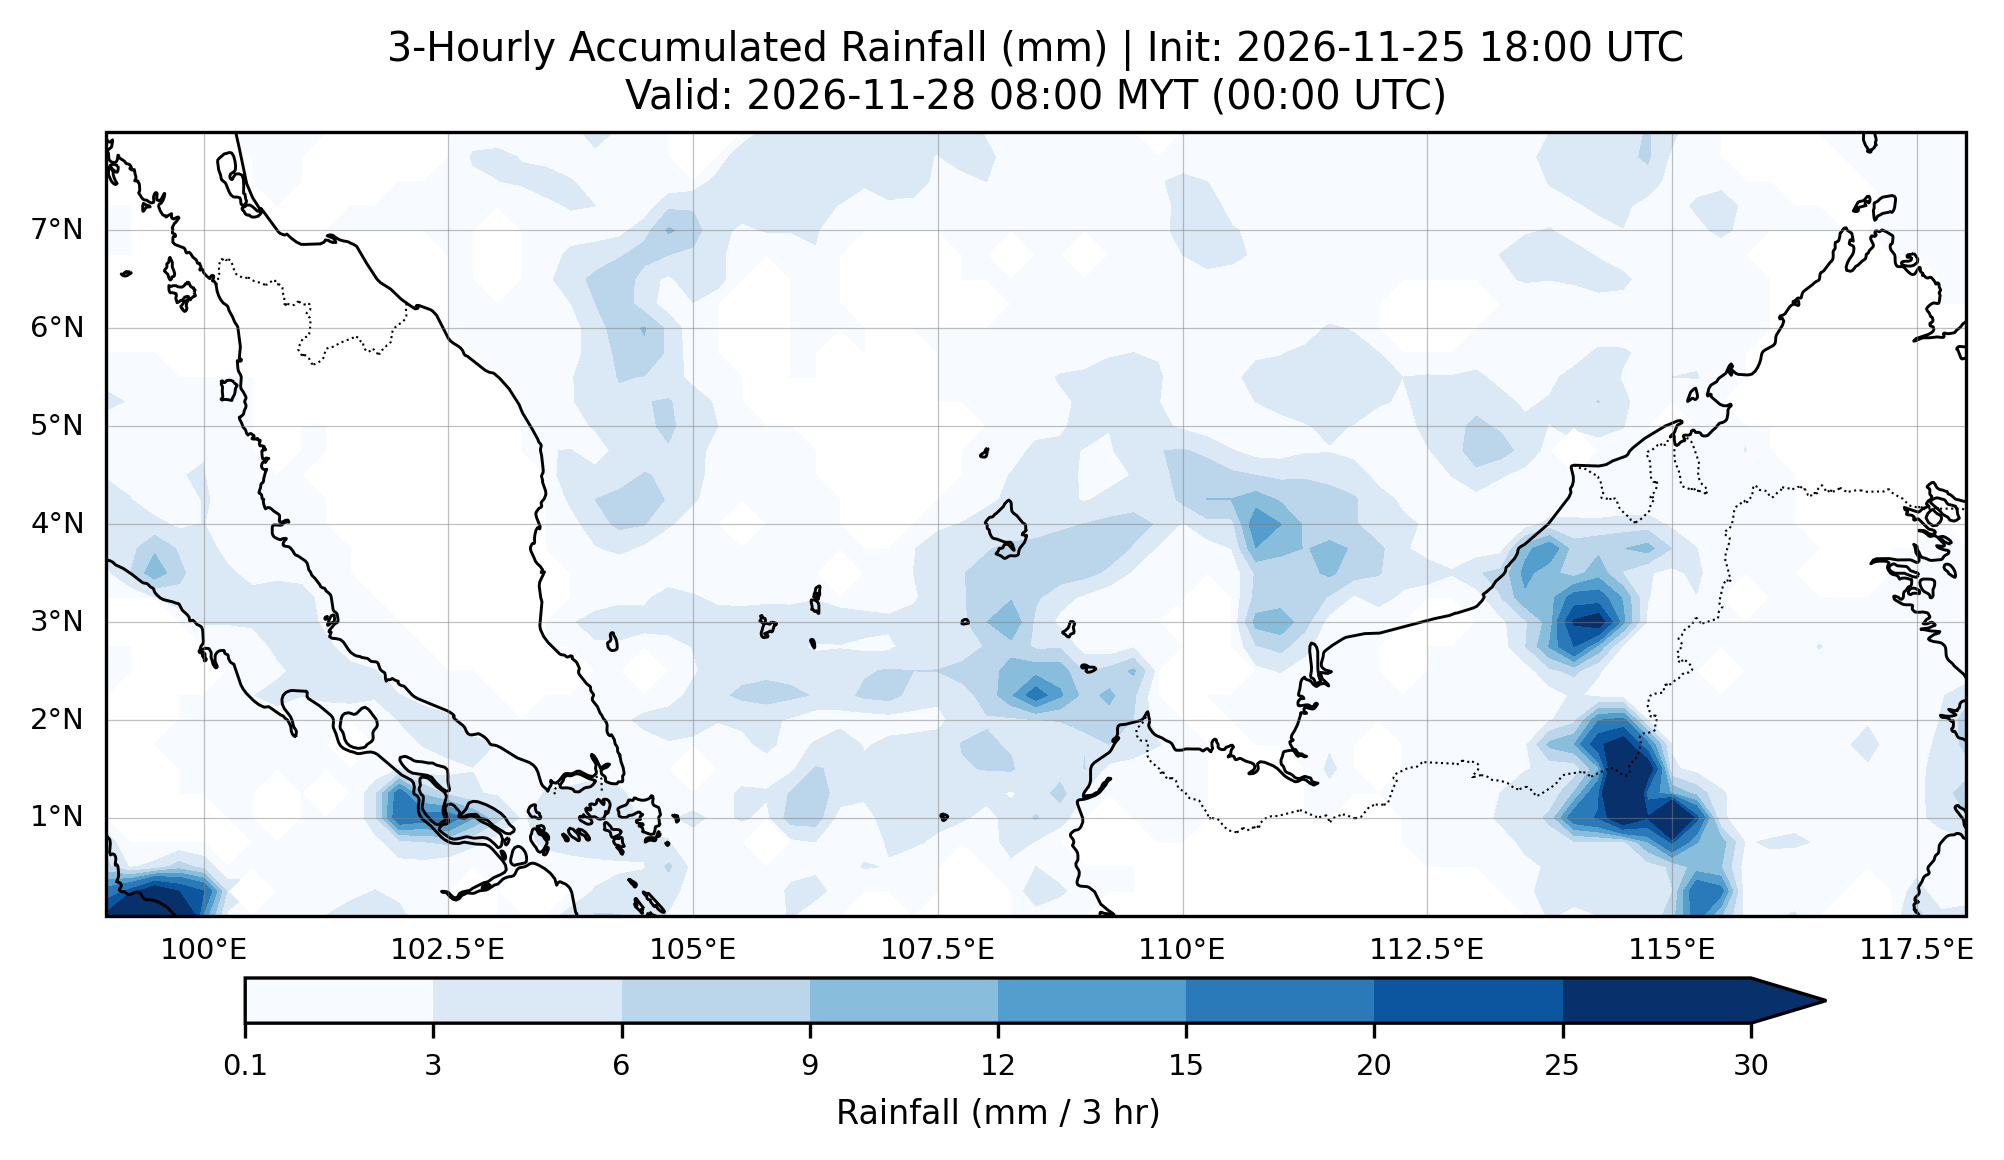 3-Hourly Accumulated Rainfall (mm) | Init: 2026-11-25 18:00 UTC
Valid: 2026-11-28 08:00 MYT (00:00 UTC)
7°N
6°N
5°N
4°N
3°N
2°N
1°N
100°E 102.5°E 105°E 107.5°E 110°E 112.5°E 115°E 117.5°E
0.1 3 6 9 12 15 20 25 30
Rainfall (mm / 3 hr)